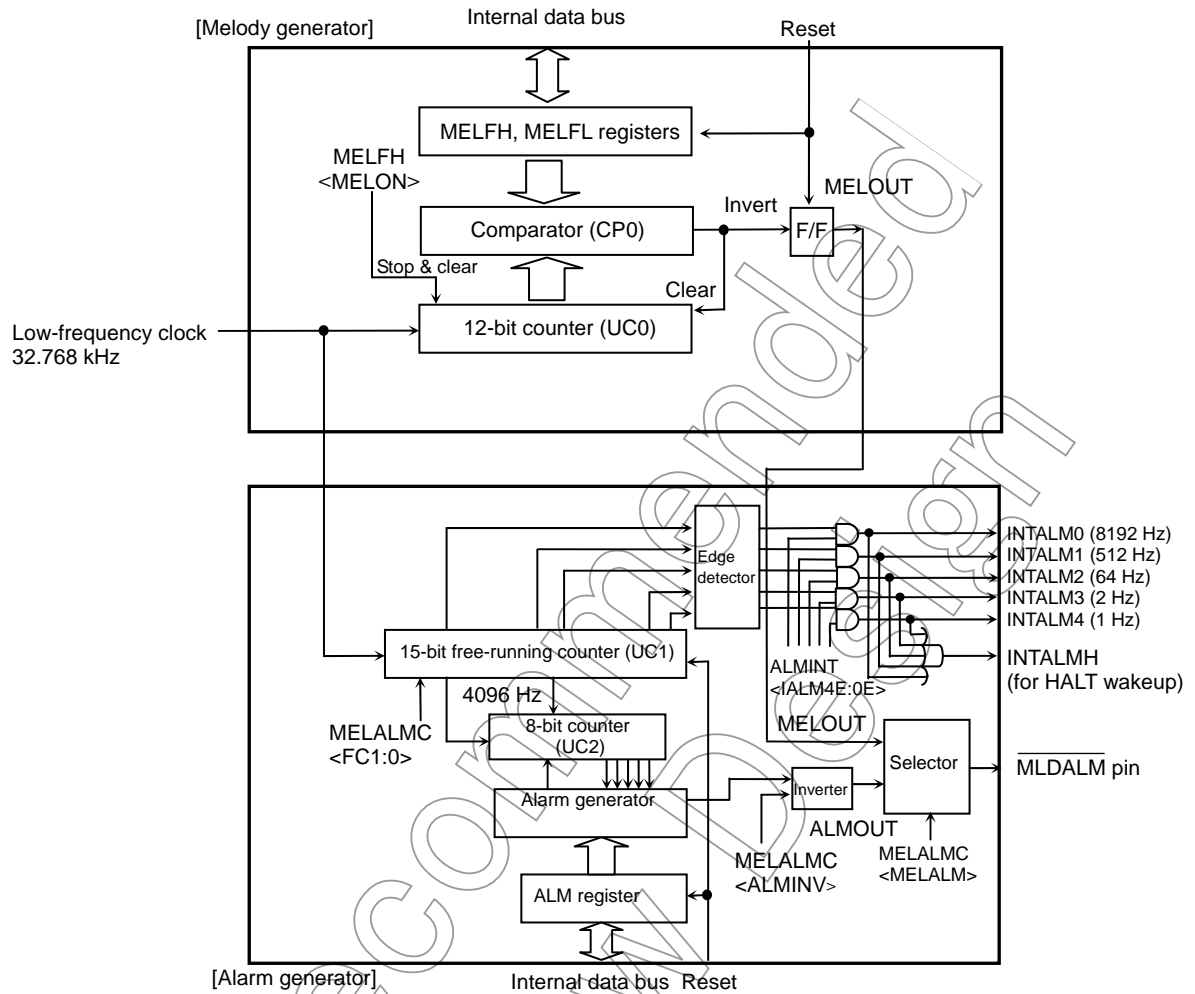 Internal data bus
[Melody generator]
Reset
MELFH, MELFL registers
MELFH
<MELON>
MELOUT
Invert
Comparator (CP0)
F/F
Stop & clear
Clear
12-bit counter (UC0)
Low-frequency clock
32.768 kHz
Edge
detector
INTALM0 (8192 Hz)
INTALM1 (512 Hz)
INTALM2 (64 Hz)
INTALM3 (2 Hz)
INTALM4 (1 Hz)
15-bit free-running counter (UC1)
ALMINT
<IALM4E:0E>
INTALMH
(for HALT wakeup)
4096 Hz
MELALMC
<FC1:0>
8-bit counter
(UC2)
MELOUT
Selector
MLDALM pin
Alarm generator
Inverter
ALMOUT
MELALMC
<ALMINV>
MELALMC
<MELALM>
ALM register
[Alarm generator]
Internal data bus
Reset
ecommended
w Design